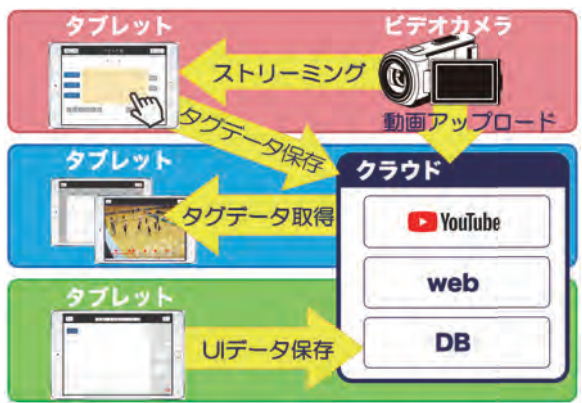 タブレット
ビデオカメラ
ストリーミング
動画アップロード
タグデータ保存
タブレット
クラウド
YouTube
タグデータ取得
web
タブレット
DB
UIデータ保存